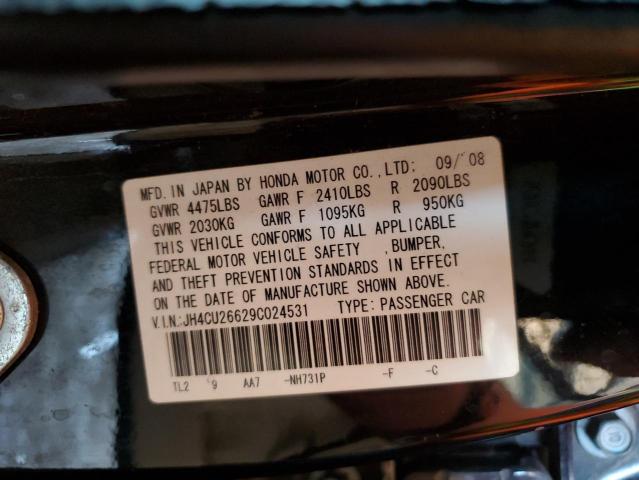 MFD. IN JAPAN BY HONDA MOTOR CO.,LTD; 09/'08
GVWR 4475LBS GAWR F 2410LBS R 2090LBS
GVWR 2030KG GAWR F 1095KG R 950KG
THIS VEHICLE CONFORMS TO ALL APPLICABLE
FEDERAL MOTOR VEHICLE SAFETY ,BUMPER,
AND THEFT PREVENTION STANDARDS IN EFFECT
ON THE DATE OF MANUFACTURE SHOWN ABOVE.
V.I.N.:JH4CU26629C024531 TYPE: PASSENGER CAR
TL2 '9 AA7 -NH731P -F -C